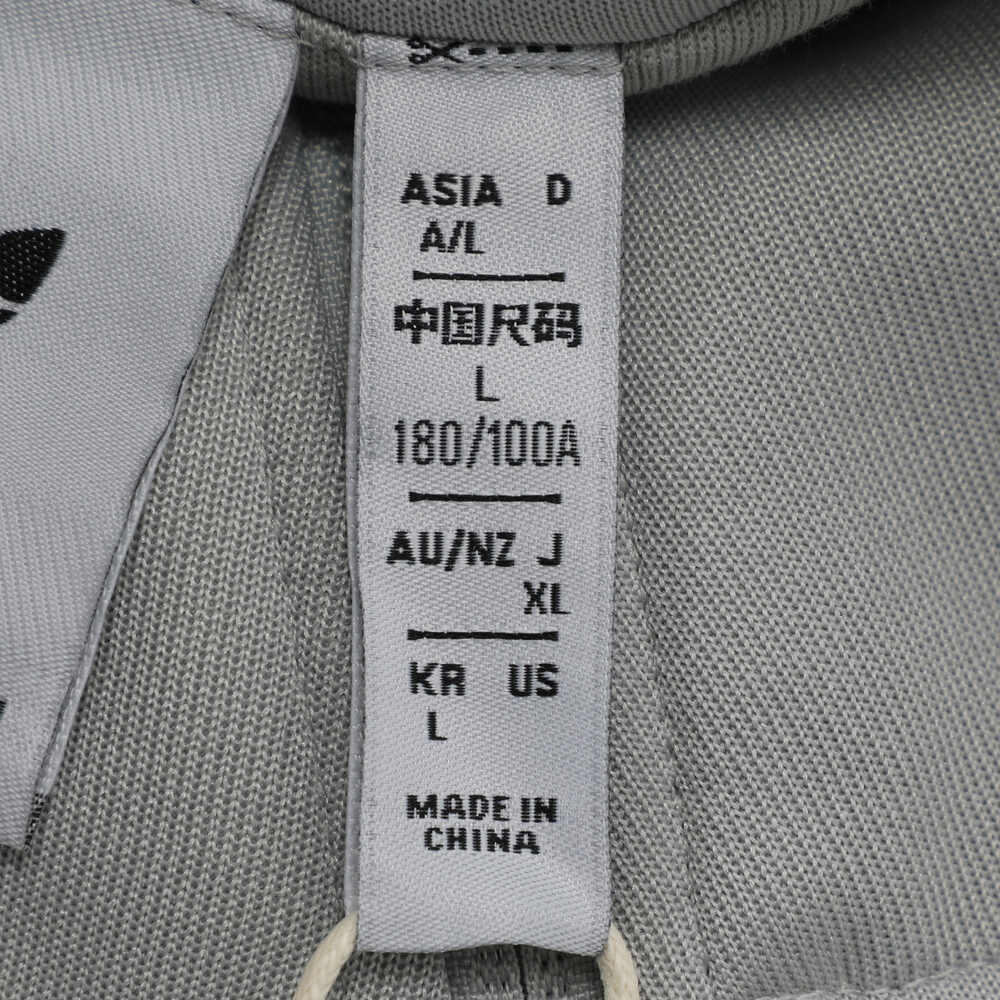 ASIA D
A/L
中国尺码
L
180/100A
AU/NZ J
XL
KR US
L
MADE IN
CHINA